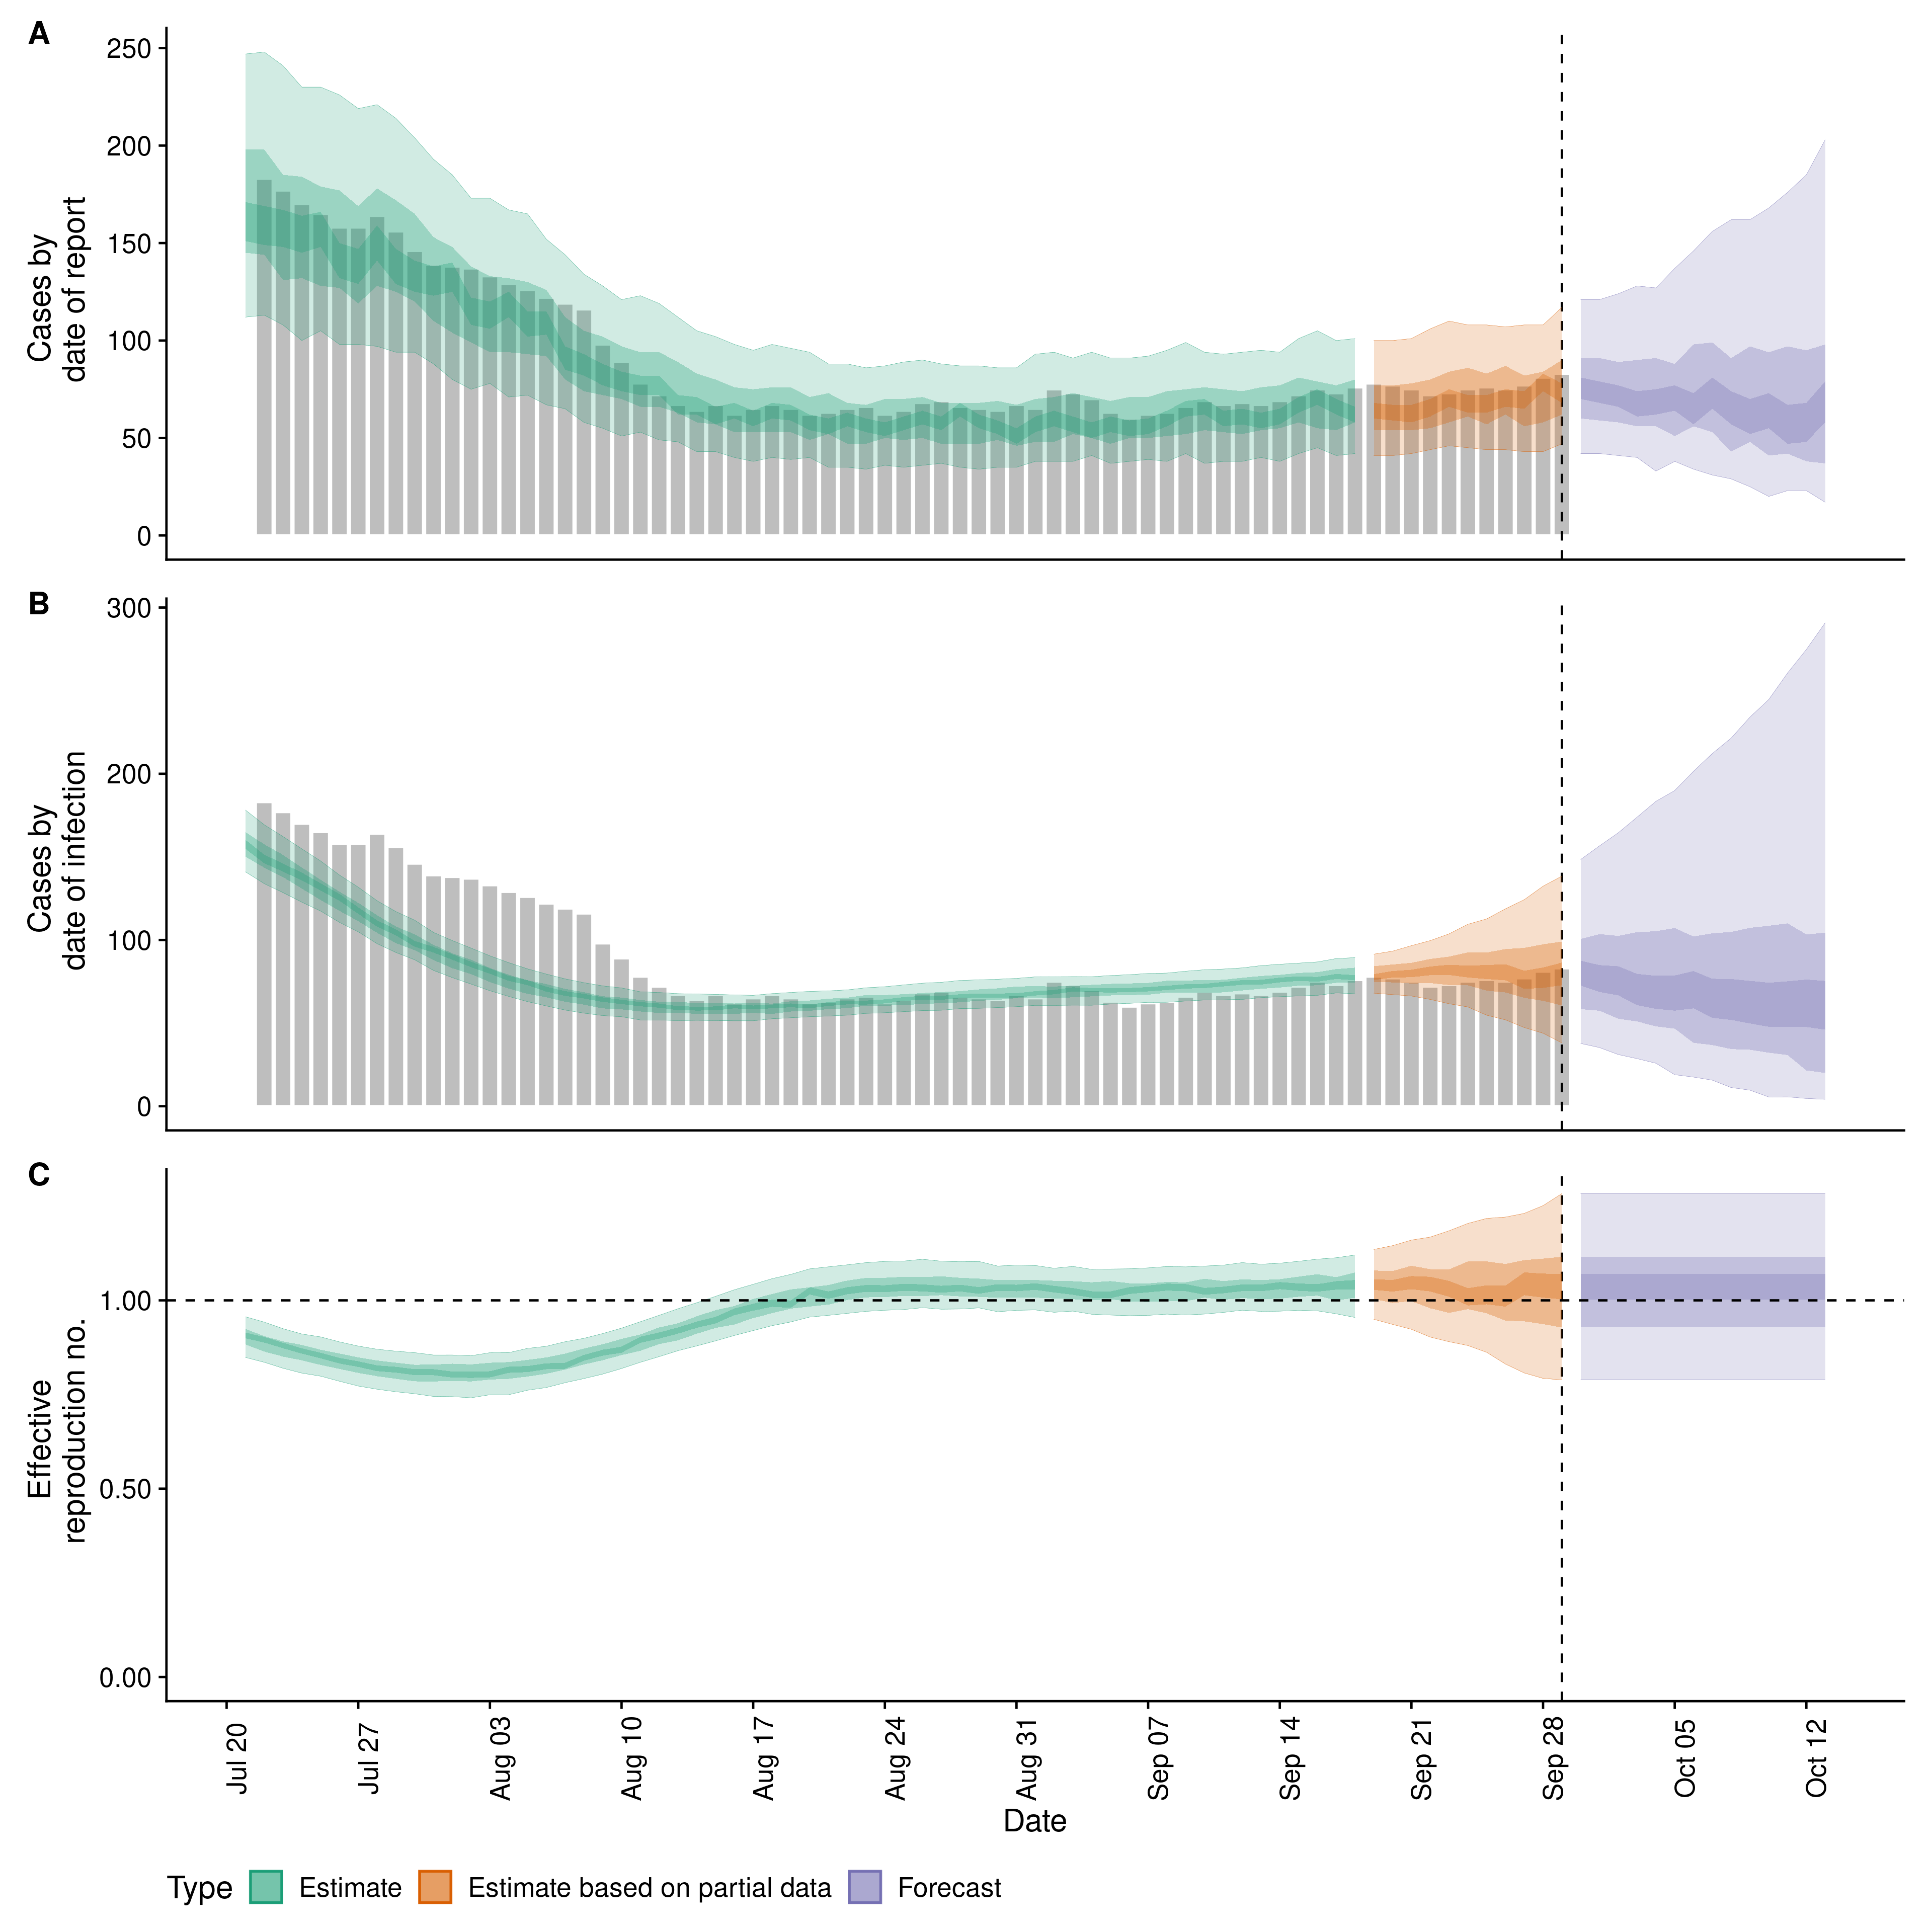 A
250
200
150
100
50
0
Cases by
date of report
B
300
200
100
0
Cases by
date of infection
C
1.00
0.50
0.00
Effective
reproduction no.
Jul 20
Jul 27
Aug 03
Aug 10
Aug 17
Aug 24
Aug 31
Sep 07
Sep 14
Sep 21
Sep 28
Oct 05
Oct 12
Date
Type Estimate Estimate based on partial data Forecast